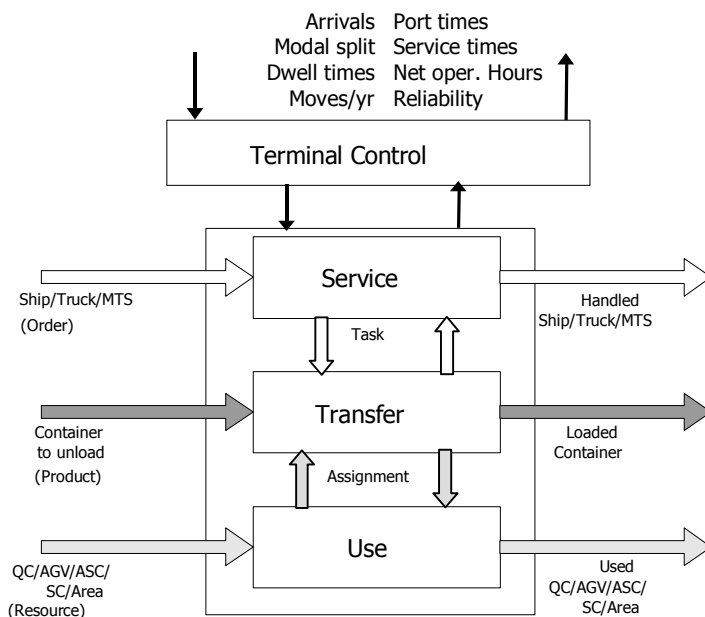 Arrivals Port times
Modal split Service times
Dwell times Net oper. Hours
Moves/yr Reliability
Terminal Control
Service
Ship/Truck/MTS
(Order)
Handled
Ship/Truck/MTS
Task
Transfer
Container
to unload
(Product)
Loaded
Container
Assignment
Use
QC/AGV/ASC/
SC/Area
(Resource)
Used
QC/AGV/ASC/
SC/Area